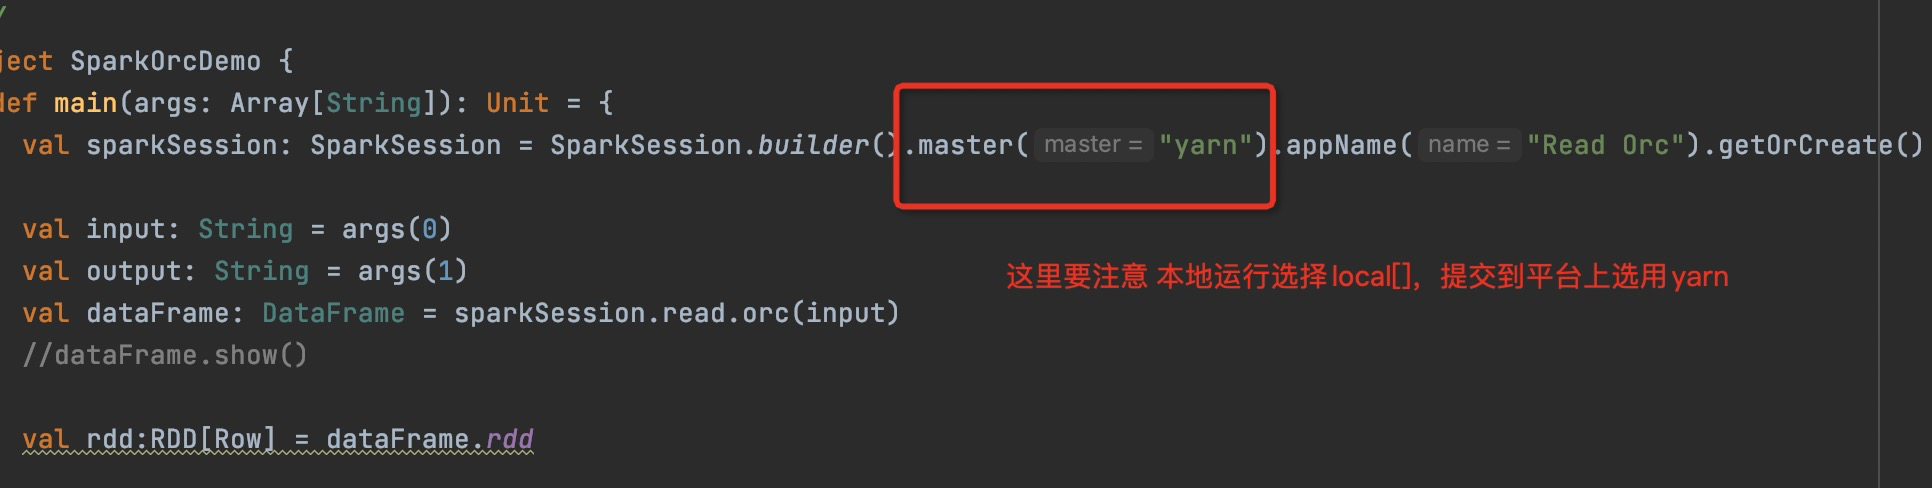 /
ject SparkOrcDemo {
def main(args: Array[String]): Unit = {
val sparkSession: SparkSession = SparkSession.builder().master( master = "yarn").appName( name = "Read Orc").getOrCreate()
val input: String = args(0)
val output: String = args(1)
这里要注意 本地运行选择local[]，提交到平台上选用yarn
val dataFrame: DataFrame = sparkSession.read.orc(input)
//dataFrame.show()
val rdd:RDD[Row] = dataFrame.rdd